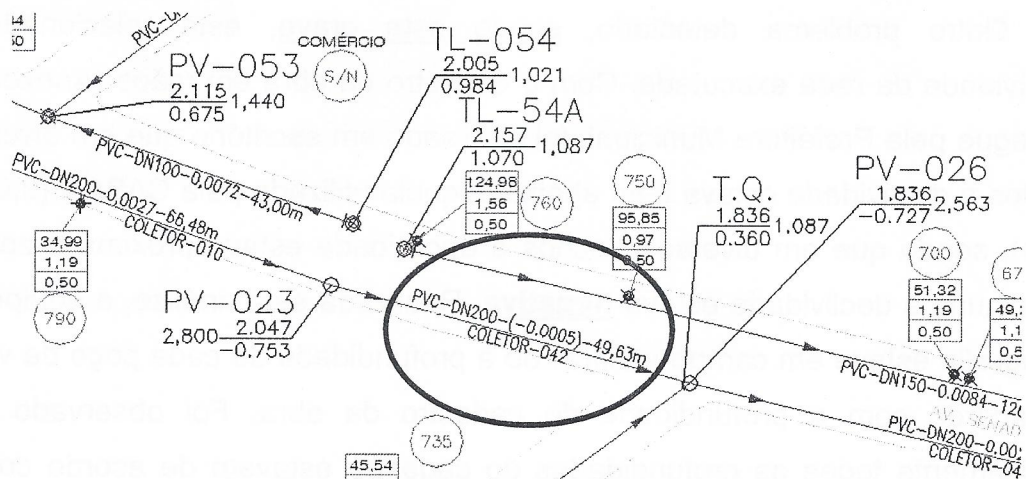 COMÉRCIO
S/N
TL-054
2.005
0.984
1,021
PV-053
2.115
0.675
1,440
TL-54A
2.157
1.070
1,087
PVC-DN100-0,0072-43,00m
PVC-DN200-0,0027-66,48m
COLETOR-010
124,98
1,56
0,50
760
750
95,85
0,97
0,50
T.Q.
1.836
0.360
1,087
PV-026
1.836
-0.727
2,563
34,99
1,19
0,50
790
PV-023
2,800
2.047
-0.753
PVC-DN200-(-0,0005)-49,63m
COLETOR-042
700
51,32
1,19
0,50
PVC-DN150-0.0084-
PVC-DN200-
735
45,54